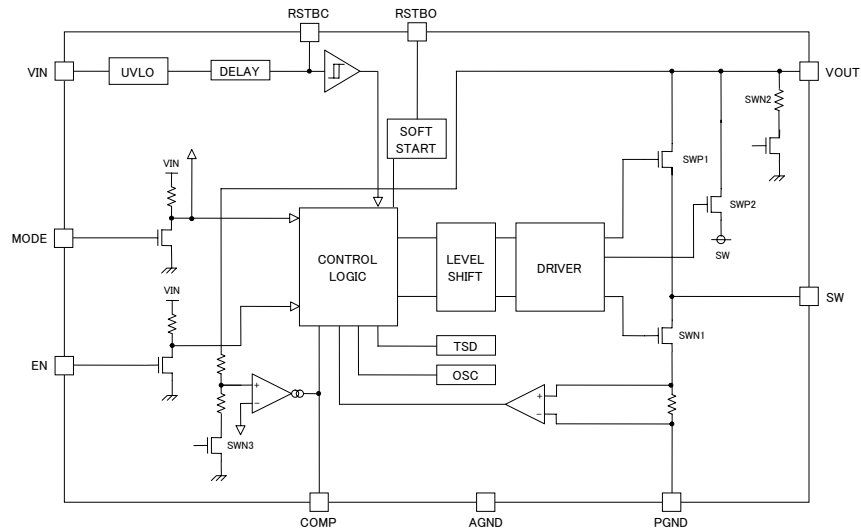 RSTBC
RSTBO
VIN
UVLO
DELAY
VOUT
SWN2
SOFT
START
VIN
SWP1
SWP2
MODE
CONTROL
LOGIC
LEVEL
SHIFT
DRIVER
SW
VIN
SW
SWN1
EN
TSD
OSC
+
−
+
−
SWN3
COMP
AGND
PGND